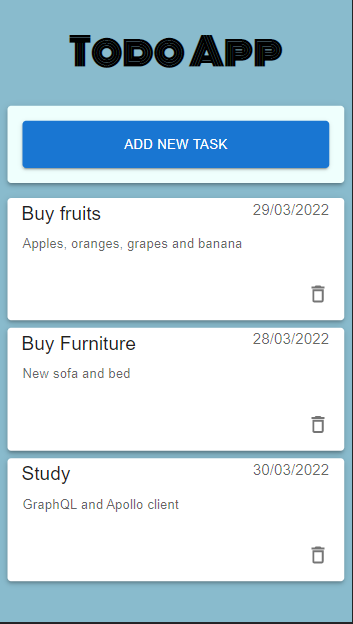 Todo App
ADD NEW TASK
Buy fruits 29/03/2022
Apples, oranges, grapes and banana
Buy Furniture 28/03/2022
New sofa and bed
Study 30/03/2022
GraphQL and Apollo client